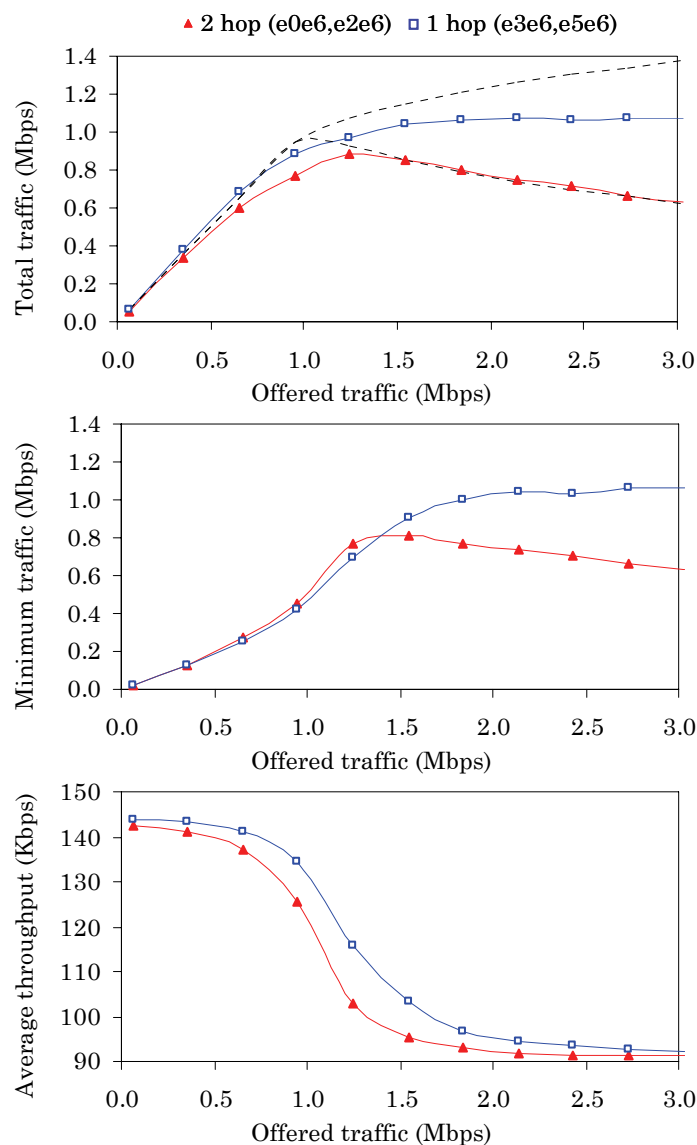 2 hop (e0e6,e2e6) 1 hop (e3e6,e5e6)
Total traffic (Mbps)
1.4
1.2
1.0
0.8
0.6
0.4
0.2
0.0
0.0 0.5 1.0 1.5 2.0 2.5 3.0
Offered traffic (Mbps)
Minimum traffic (Mbps)
1.4
1.2
1.0
0.8
0.6
0.4
0.2
0.0
0.0 0.5 1.0 1.5 2.0 2.5 3.0
Offered traffic (Mbps)
Average throughput (Kbps)
150
140
130
120
110
100
90
0.0 0.5 1.0 1.5 2.0 2.5 3.0
Offered traffic (Mbps)